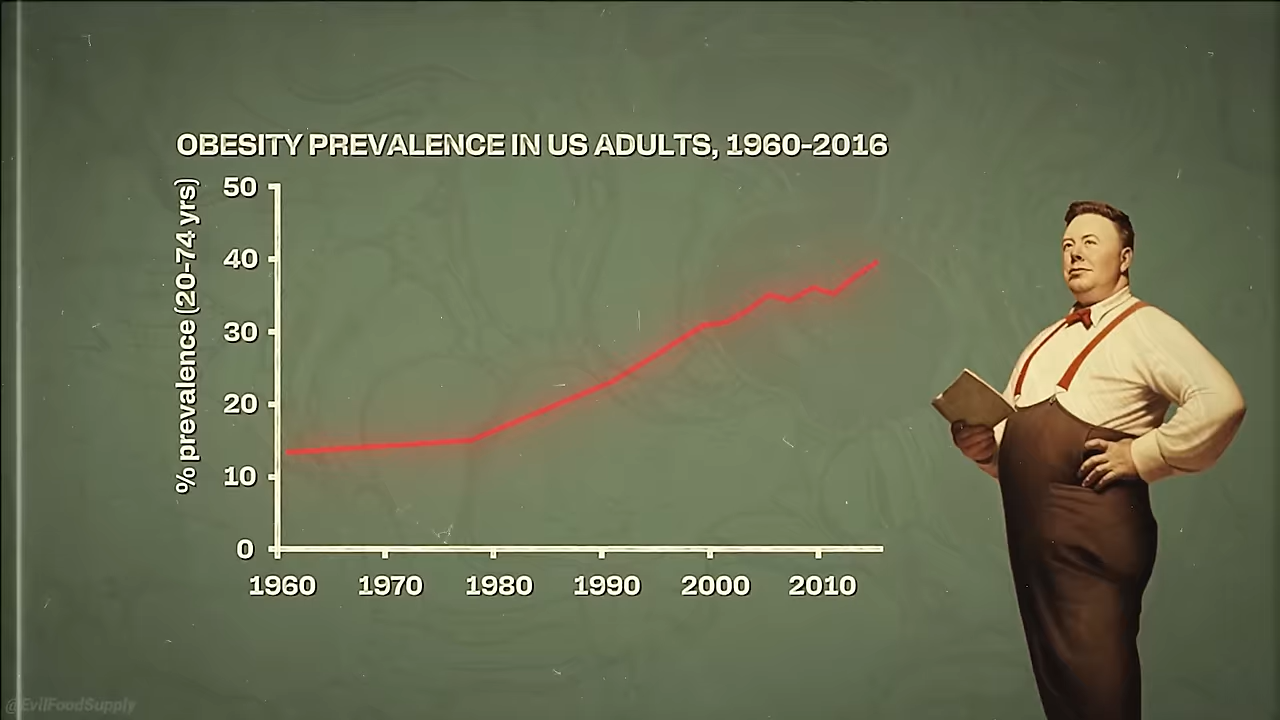 OBESITY PREVALENCE IN US ADULTS, 1960-2016
% prevalence (20-74 yrs)
50
40
30
20
10
0
1960 1970 1980 1990 2000 2010
@EvilFoodSupply